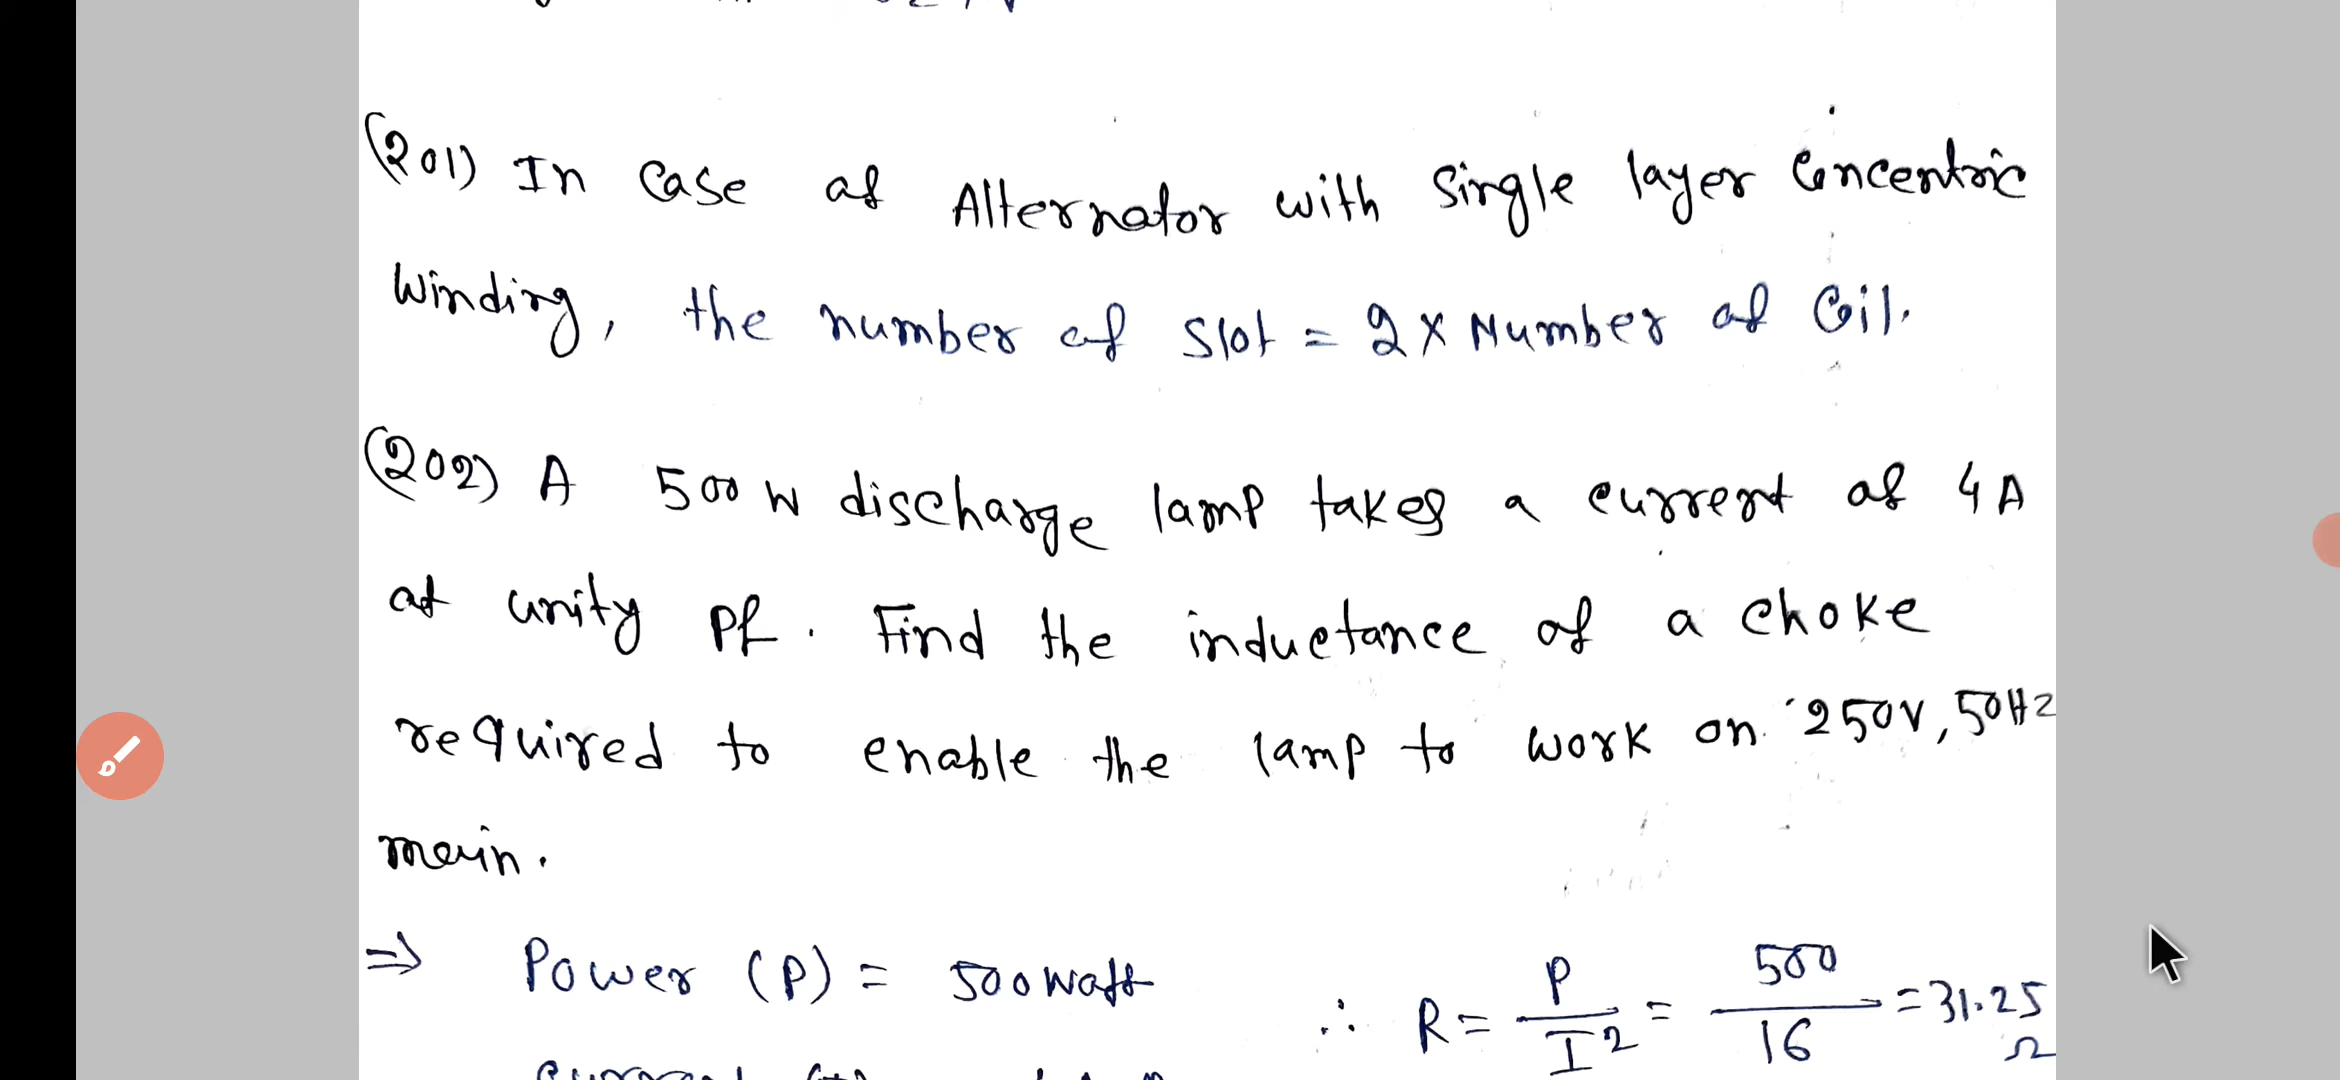 (201) In Case of Alternator with Single layer Concentric
Winding, the number of Slot = 2 x Number of Coil.
(202) A 500 W discharge lamp takes a current of 4 A
at unity Pf. Find the inductance of a choke
required to enable the lamp to work on 250V, 50Hz
main.
⇒ Power (P) = 500 watt ∴ R = P/I² = 500/16 = 31.25 Ω